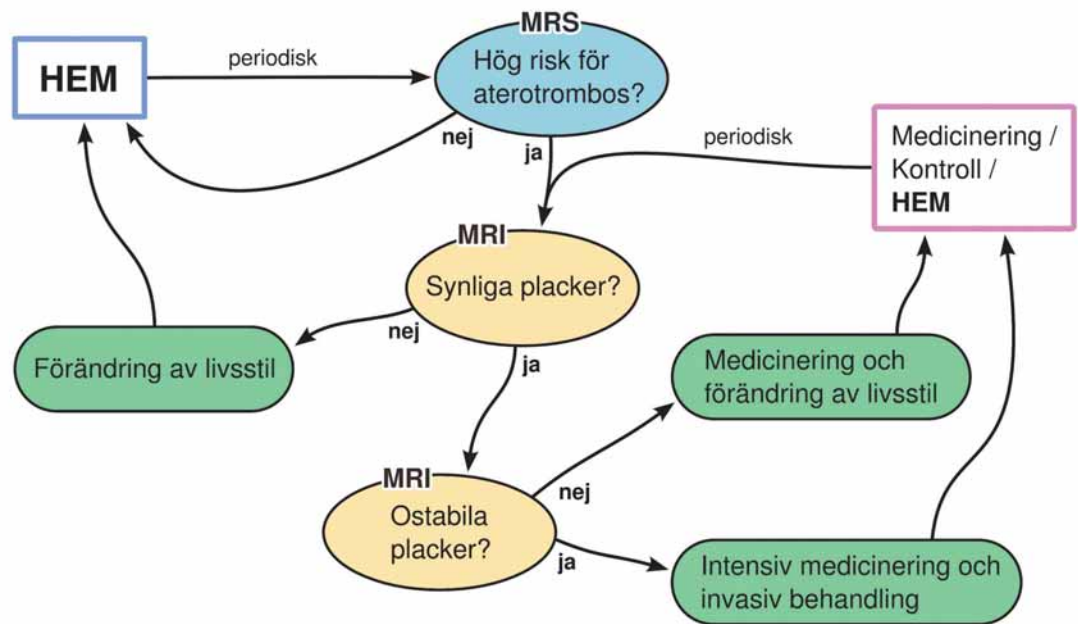 MRS
Hög risk för
aterotrombos?
HEM
periodisk
nej
ja
periodisk
Medicinering /
Kontroll /
HEM
MRI
Synliga placker?
nej
ja
Förändring av livsstil
Medicinering och
förändring av livsstil
MRI
Ostabila
placker?
nej
ja
Intensiv medicinering och
invasiv behandling